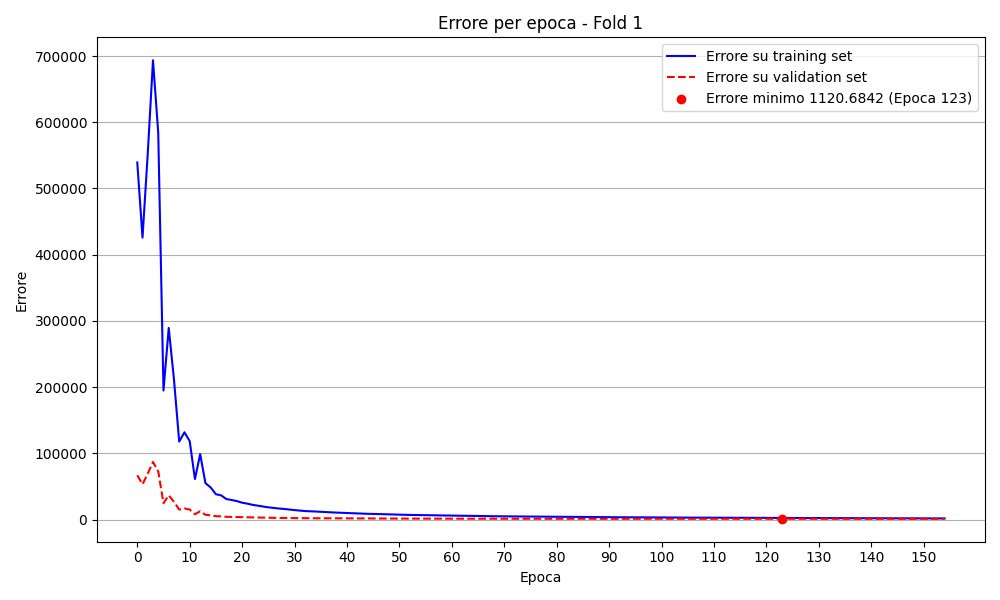 Errore per epoca - Fold 1
Errore su training set
Errore su validation set
Errore minimo 1120.6842 (Epoca 123)
Errore
700000
600000
500000
400000
300000
200000
100000
0
0 10 20 30 40 50 60 70 80 90 100 110 120 130 140 150
Epoca